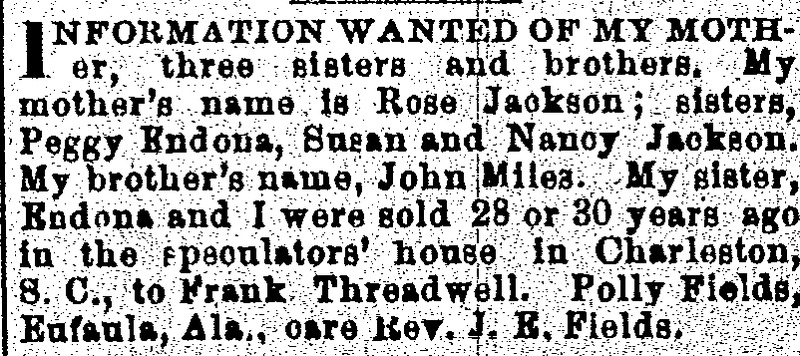 INFORMATION WANTED OF MY MOTH-
er, three sisters and brothers. My
mother's name is Rose Jackson; sisters,
Peggy Endona, Susan and Nancy Jackson.
My brother's name, John Miles. My sister,
Endona and I were sold 28 or 30 years ago
in the speculators' house in Charleston,
S. C., to Frank Threadwell. Polly Fields,
Eufaula, Ala., care Rev. J. E. Fields.